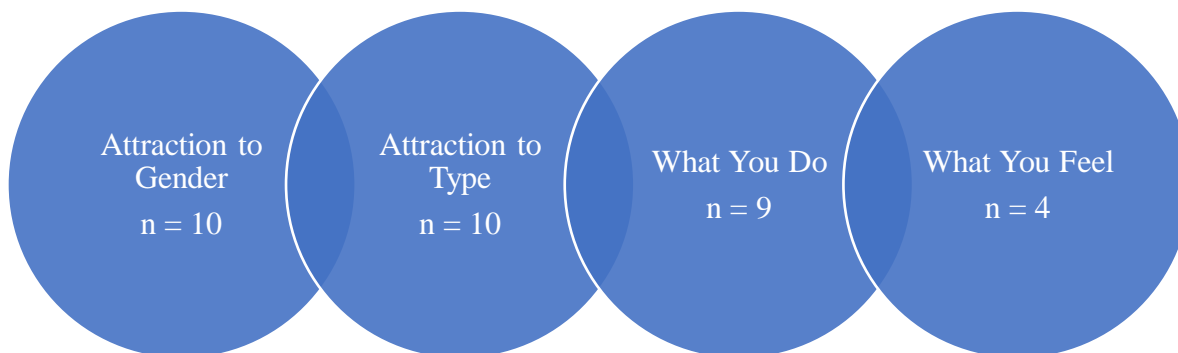 Attraction to
Gender
n = 10
Attraction to
Type
n = 10
What You Do
n = 9
What You Feel
n = 4